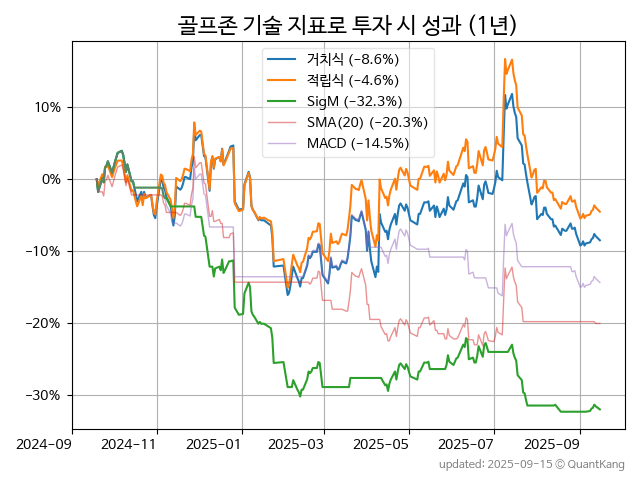 골프존 기술 지표로 투자 시 성과 (1년)
거치식 (−8.6%)
적립식 (−4.6%)
SigM (−32.3%)
SMA(20) (−20.3%)
MACD (−14.5%)
10%
0%
−10%
−20%
−30%
2024-09 2024-11 2025-01 2025-03 2025-05 2025-07 2025-09
updated: 2025-09-15 © QuantKang